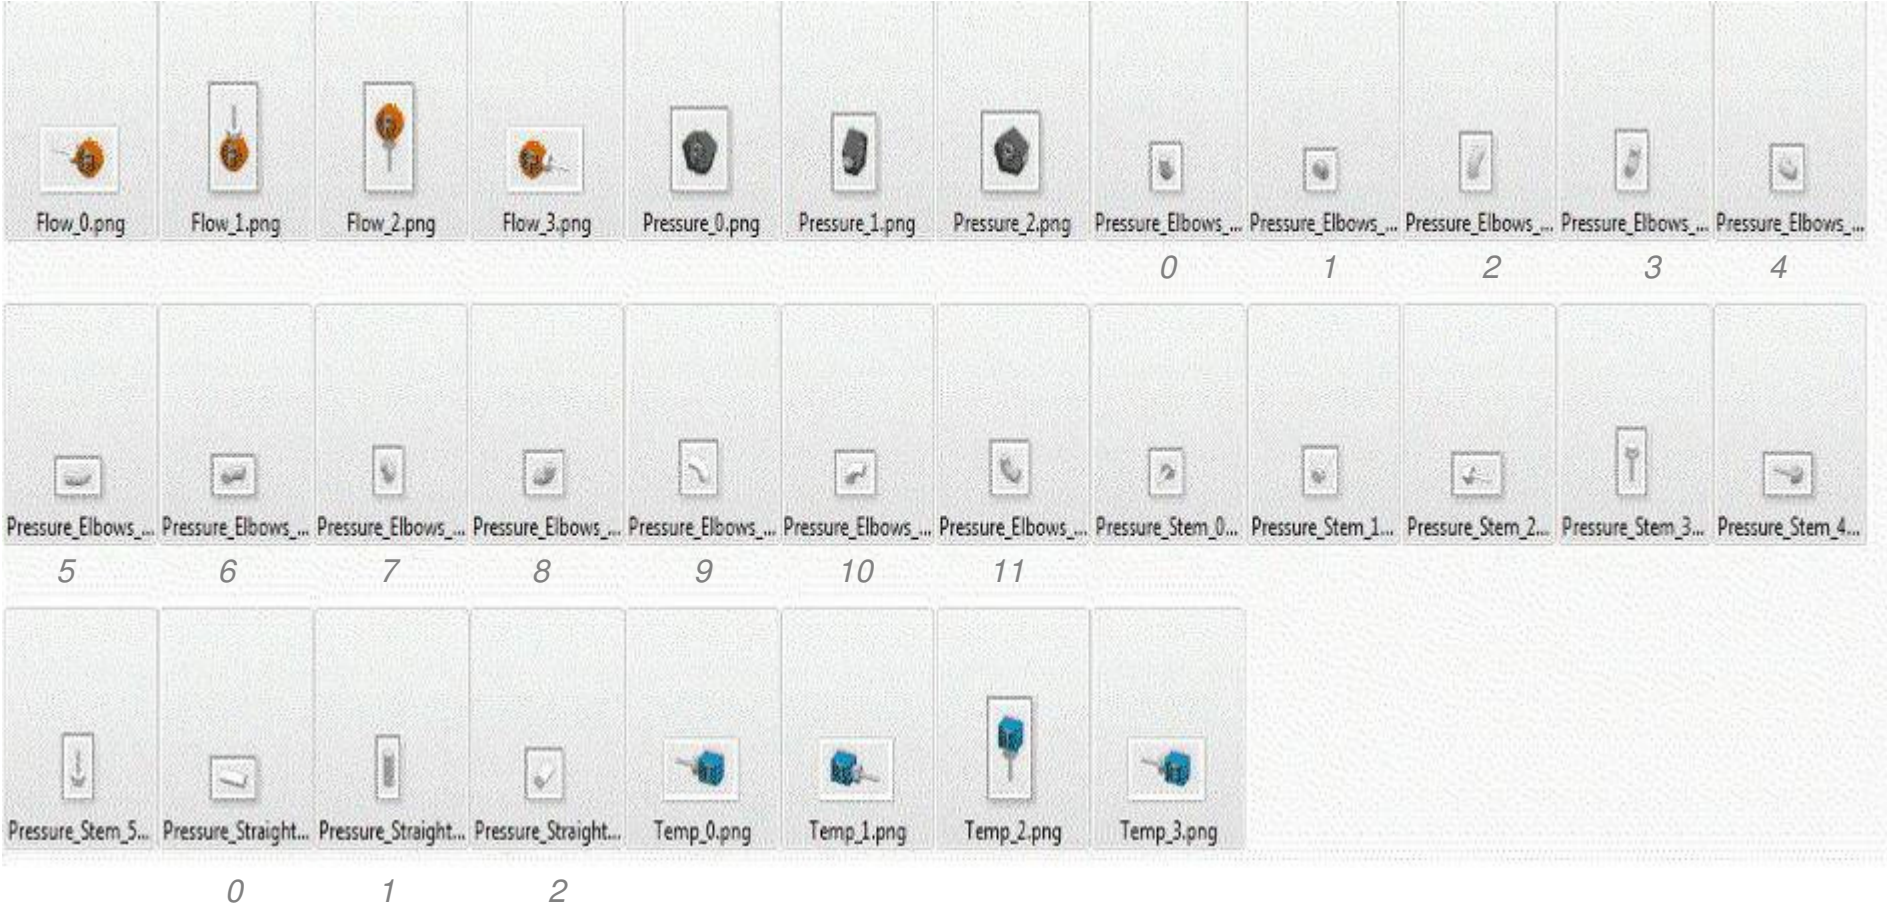 Flow_0.png Flow_1.png Flow_2.png Flow_3.png Pressure_0.png Pressure_1.png Pressure_2.png Pressure_Elbows_... Pressure_Elbows_... Pressure_Elbows_... Pressure_Elbows_... Pressure_Elbows_...
0 1 2 3 4
Pressure_Elbows_... Pressure_Elbows_... Pressure_Elbows_... Pressure_Elbows_... Pressure_Elbows_... Pressure_Elbows_... Pressure_Elbows_... Pressure_Stem_0... Pressure_Stem_1... Pressure_Stem_2... Pressure_Stem_3... Pressure_Stem_4...
5 6 7 8 9 10 11
Pressure_Stem_5... Pressure_Straight... Pressure_Straight... Pressure_Straight... Temp_0.png Temp_1.png Temp_2.png Temp_3.png
0 1 2